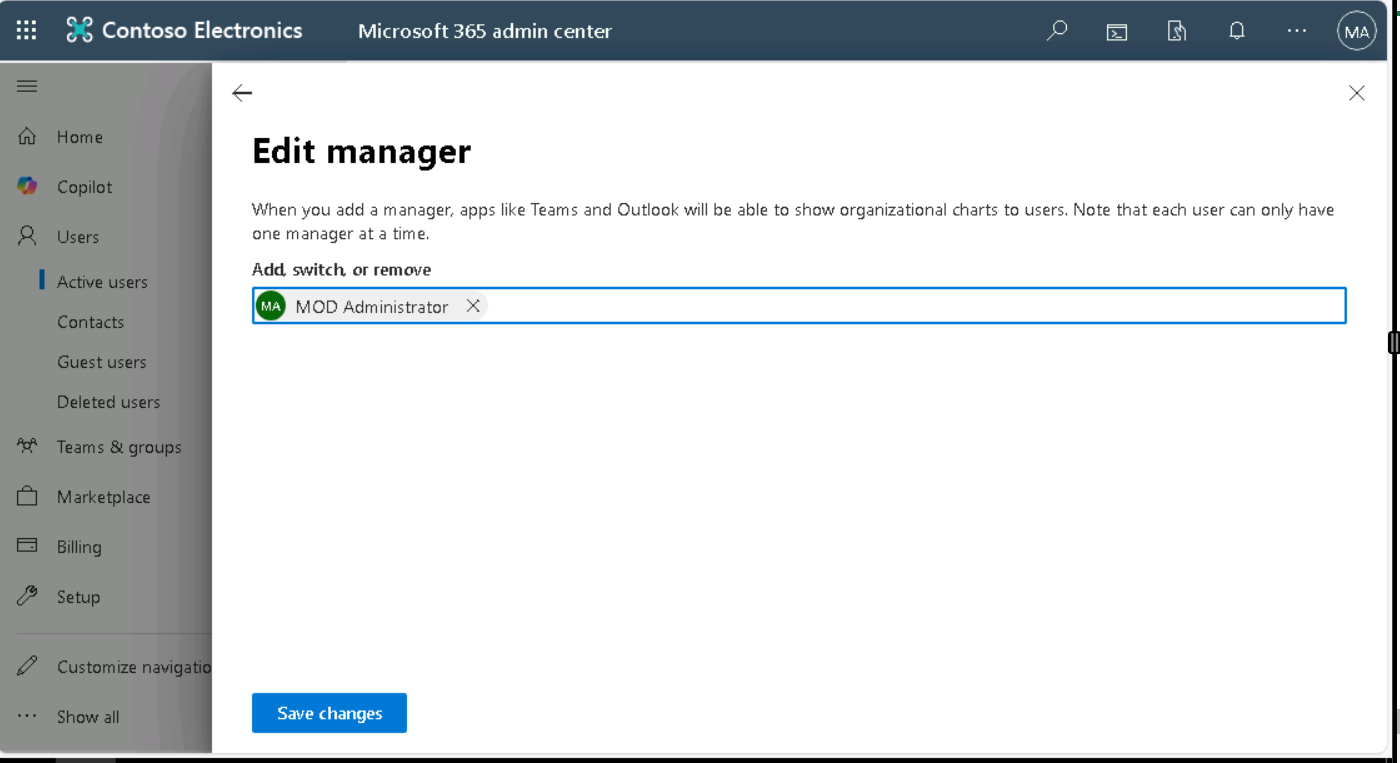 Contoso Electronics Microsoft 365 admin center MA
Home
Copilot
Users
Active users
Contacts
Guest users
Deleted users
Teams & groups
Marketplace
Billing
Setup
Customize navigatio
Show all
Edit manager
When you add a manager, apps like Teams and Outlook will be able to show organizational charts to users. Note that each user can only have
one manager at a time.
Add, switch, or remove
MA MOD Administrator
Save changes